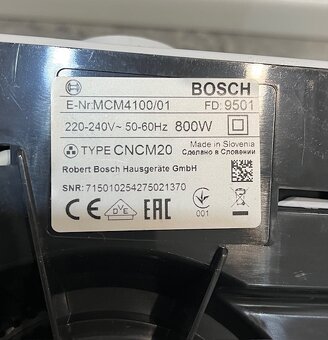 BOSCH
E-Nr:MCM4100/01 FD: 9501
220-240V~ 50-60Hz 800W
TYPE CNCM20
Made in Slovenia
Сделано в Словении
Robert Bosch Hausgeräte GmbH
SNR: 715010254275021370
CE DVE 001 EAC